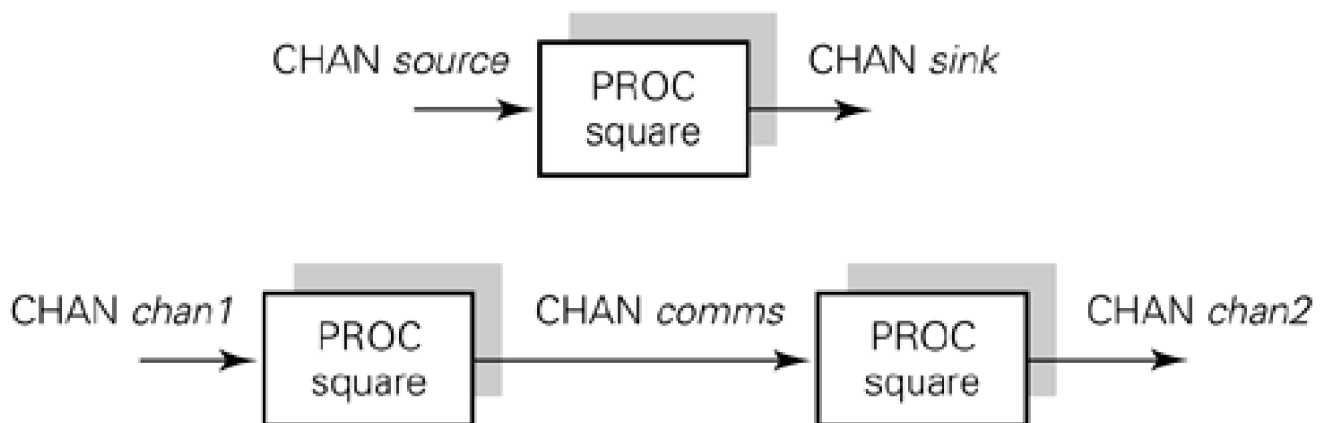 CHAN source
PROC
square
CHAN sink
CHAN chan1
PROC
square
CHAN comms
PROC
square
CHAN chan2